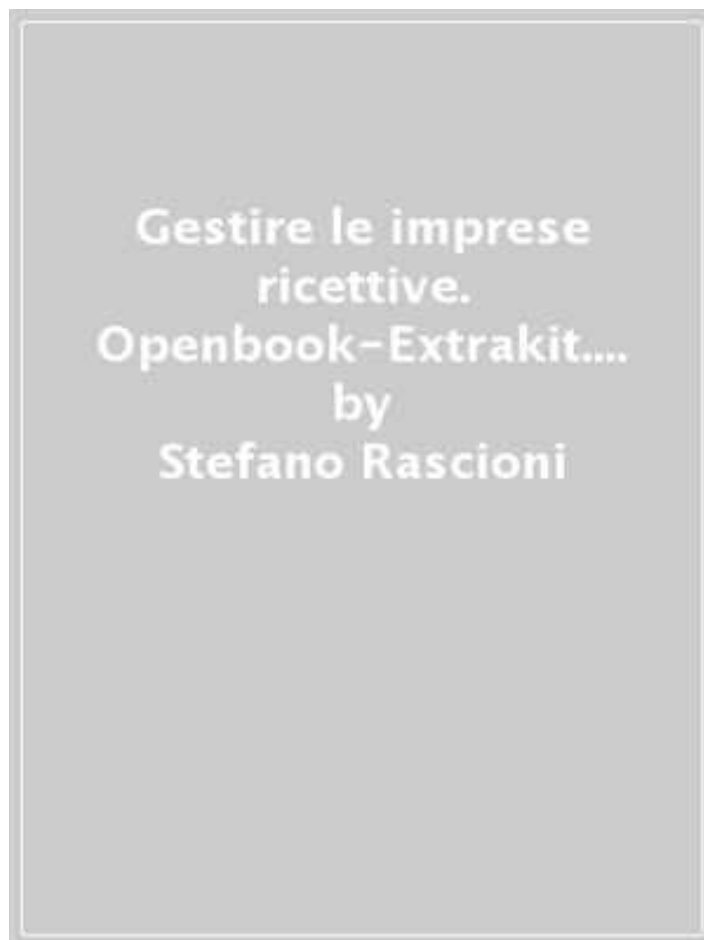 Gestire le imprese
ricettive.
Openbook-Extrakit....
by
Stefano Rascioni